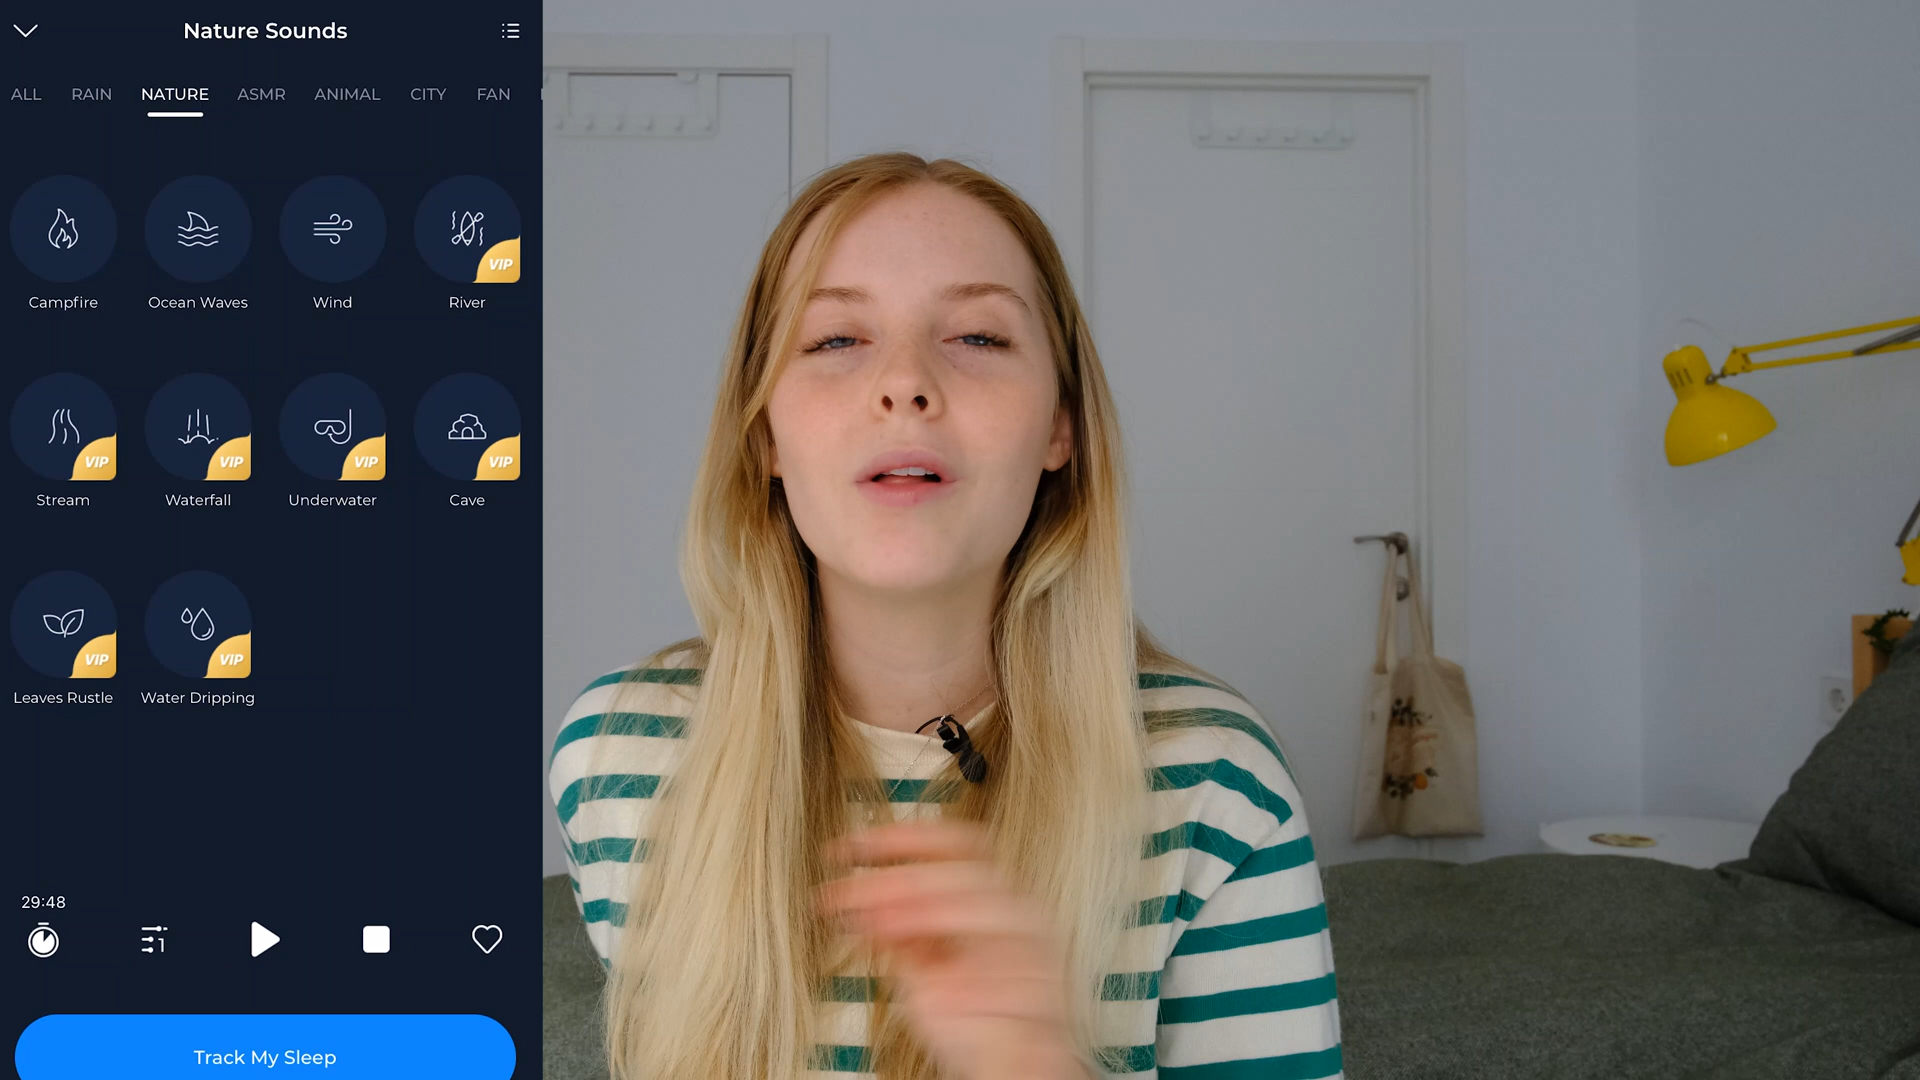 Nature Sounds
ALL RAIN NATURE ASMR ANIMAL CITY FAN
Campfire Ocean Waves Wind River
VIP
Stream Waterfall Underwater Cave
VIP VIP VIP VIP
Leaves Rustle Water Dripping
VIP VIP
29:48
1
Track My Sleep